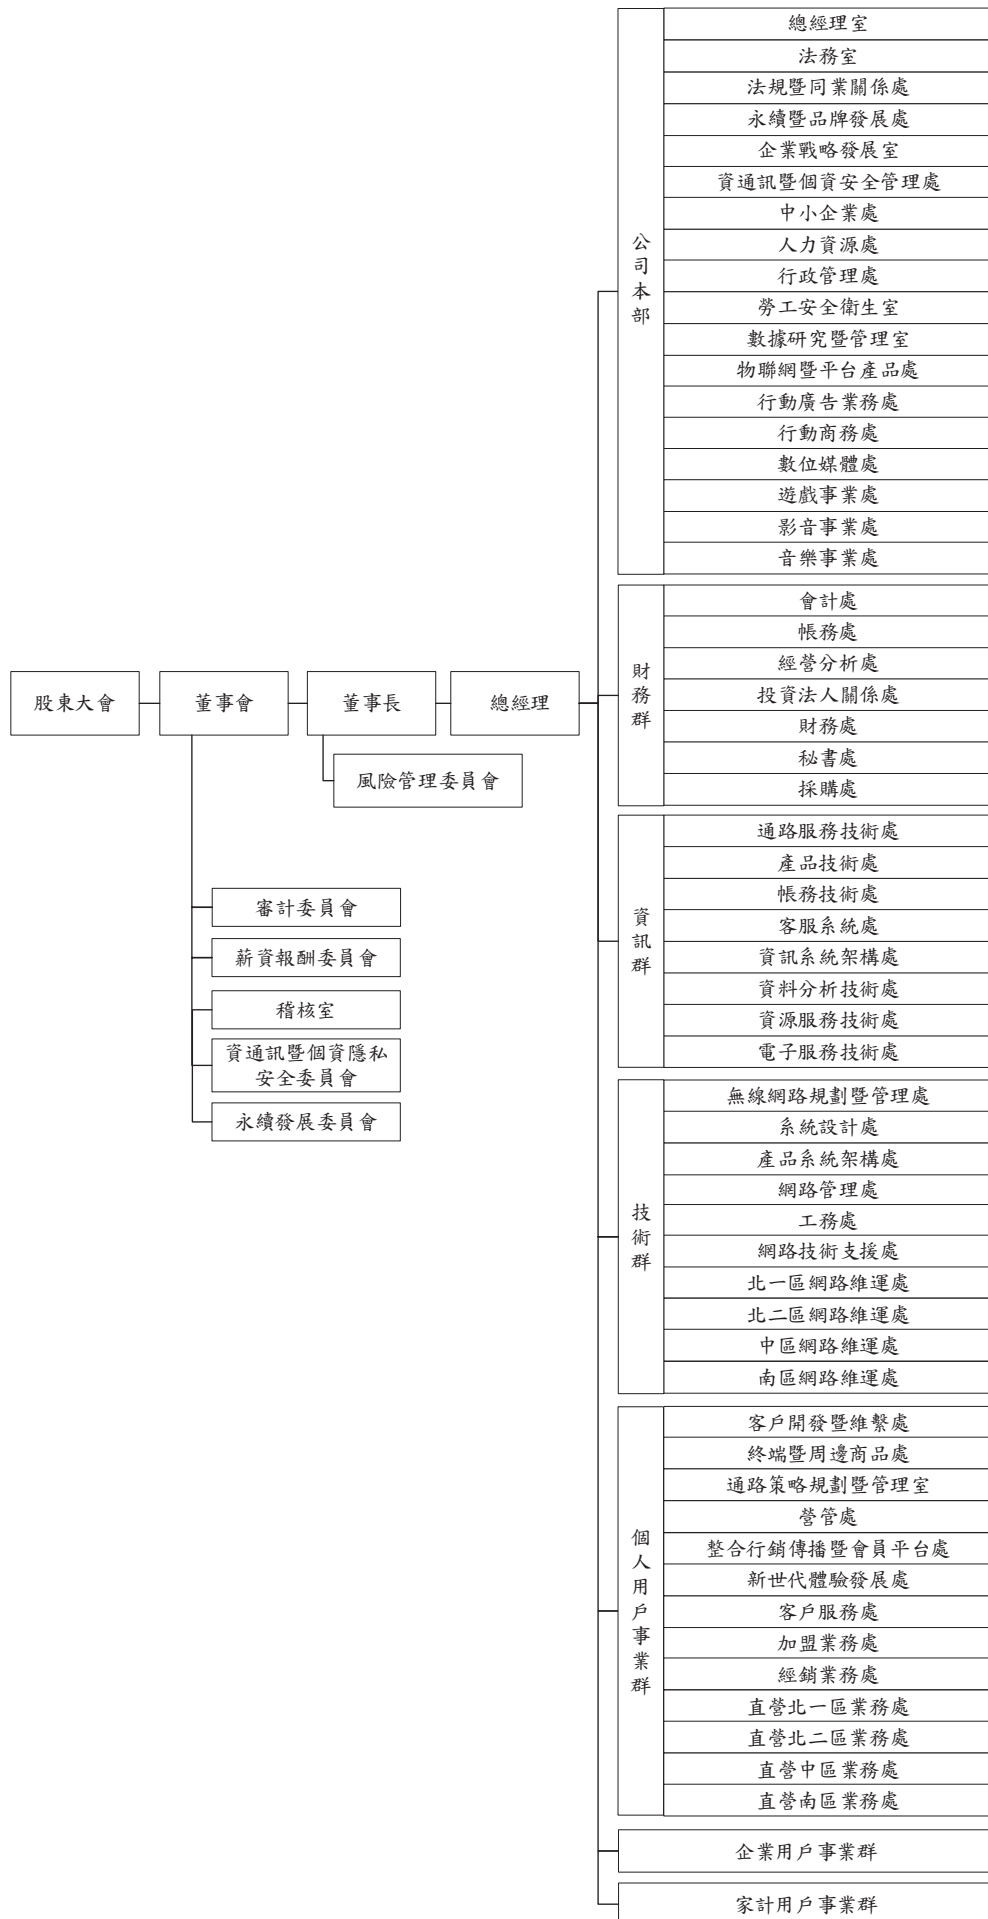 股東大會
董事會
董事長
總經理
風險管理委員會
審計委員會
薪資報酬委員會
稽核室
資通訊暨個資隱私
安全委員會
永續發展委員會
公司本部
總經理室
法務室
法規暨同業關係處
永續暨品牌發展處
企業戰略發展室
資通訊暨個資安全管理處
中小企業處
人力資源處
行政管理處
勞工安全衛生室
數據研究暨管理室
物聯網暨平台產品處
行動廣告業務處
行動商務處
數位媒體處
遊戲事業處
影音事業處
音樂事業處
財務群
會計處
帳務處
經營分析處
投資法人關係處
財務處
秘書處
採購處
資訊群
通路服務技術處
產品技術處
帳務技術處
客服系統處
資訊系統架構處
資料分析技術處
資源服務技術處
電子服務技術處
技術群
無線網路規劃暨管理處
系統設計處
產品系統架構處
網路管理處
工務處
網路技術支援處
北一區網路維運處
北二區網路維運處
中區網路維運處
南區網路維運處
個人用戶事業群
客戶開發暨維繫處
終端暨周邊商品處
通路策略規劃暨管理室
營管處
整合行銷傳播暨會員平台處
新世代體驗發展處
客戶服務處
加盟業務處
經銷業務處
直營北一區業務處
直營北二區業務處
直營中區業務處
直營南區業務處
企業用戶事業群
家計用戶事業群